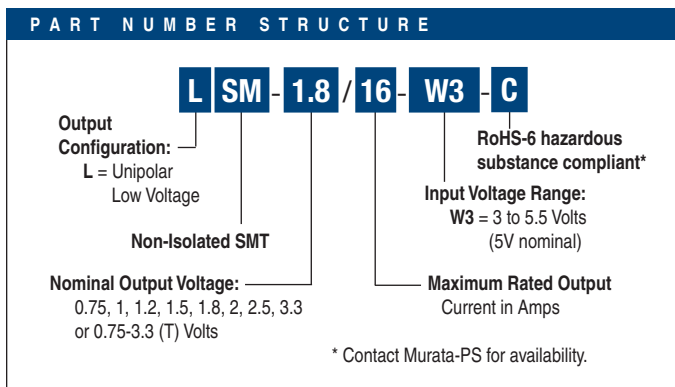 PART NUMBER STRUCTURE
L SM - 1.8 / 16 - W3 - C
Output
Configuration:
L = Unipolar
Low Voltage
RoHS-6 hazardous
substance compliant*
Input Voltage Range:
W3 = 3 to 5.5 Volts
(5V nominal)
Non-Isolated SMT
Nominal Output Voltage:
0.75, 1, 1.2, 1.5, 1.8, 2, 2.5, 3.3
or 0.75-3.3 (T) Volts
Maximum Rated Output
Current in Amps
* Contact Murata-PS for availability.